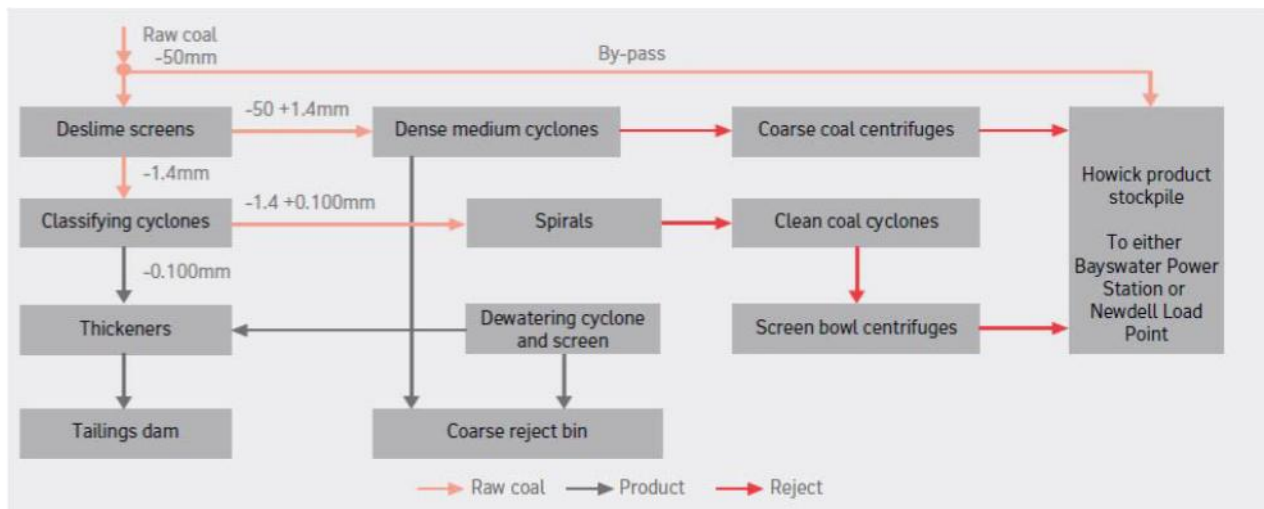 Raw coal
-50mm
By-pass
Deslime screens
-50 +1.4mm
Dense medium cyclones
Coarse coal centrifuges
Howick product
stockpile
To either
Bayswater Power
Station or
Newdell Load
Point
-1.4mm
Classifying cyclones
-1.4 +0.100mm
Spirals
Clean coal cyclones
-0.100mm
Thickeners
Dewatering cyclone
and screen
Screen bowl centrifuges
Tailings dam
Coarse reject bin
Raw coal
Product
Reject